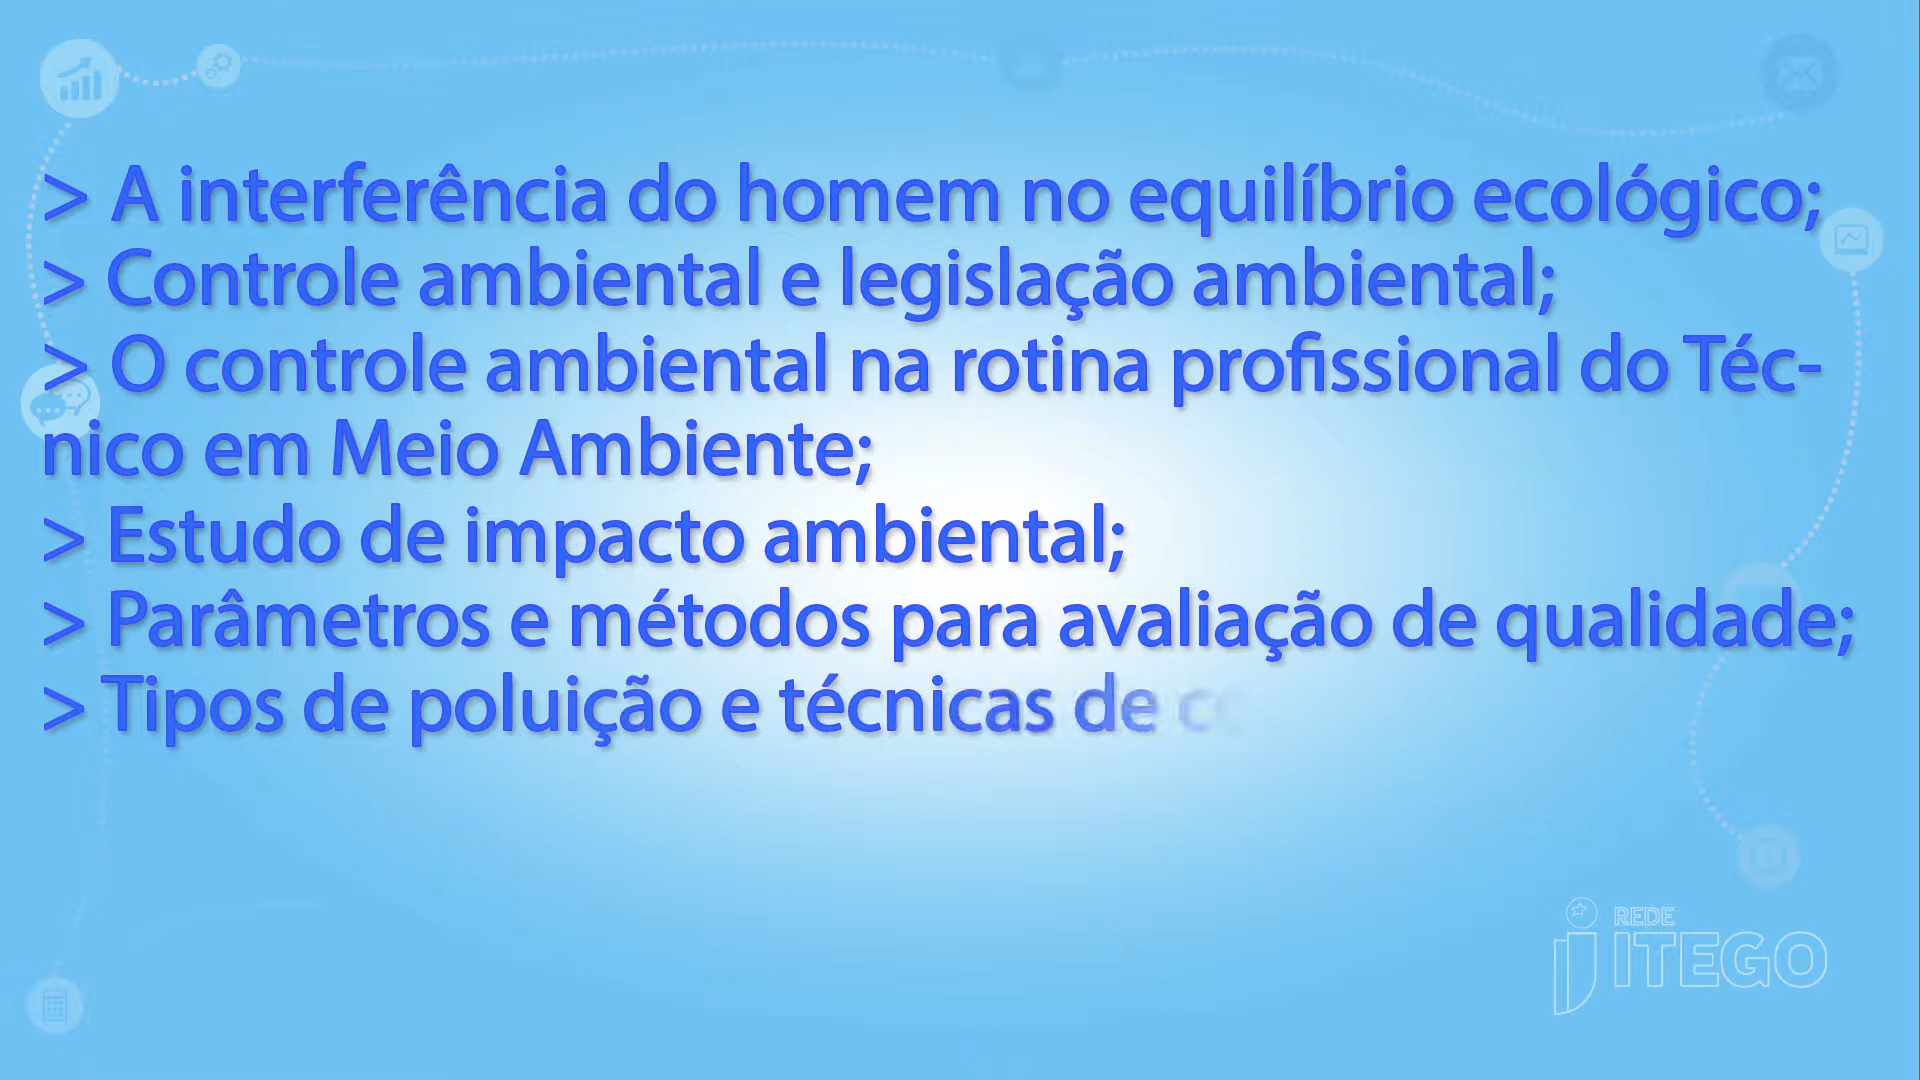 > A interferência do homem no equilíbrio ecológico;
> Controle ambiental e legislação ambiental;
> O controle ambiental na rotina profissional do Téc-
nico em Meio Ambiente;
> Estudo de impacto ambiental;
> Parâmetros e métodos para avaliação de qualidade;
> Tipos de poluição e técnicas de co
REDE
ITEGO